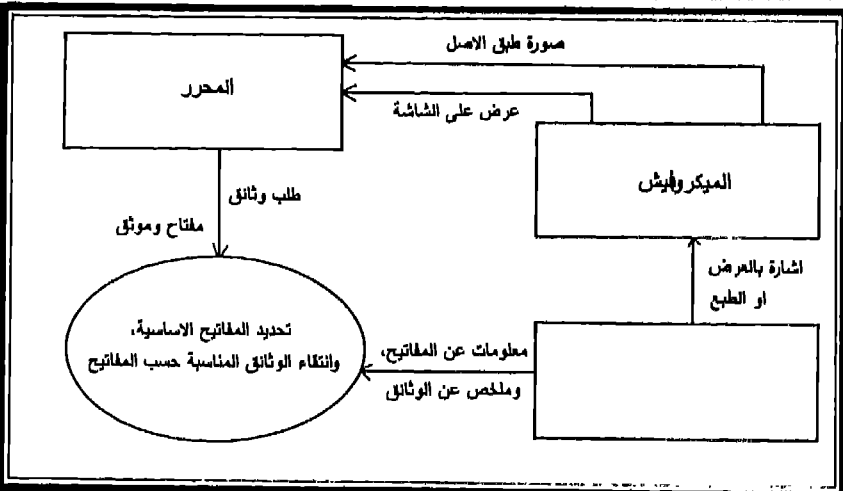 صورة طبق الاصل
المحرر
عرض على الشاشة
الميكروفيش
طلب وثائق
مفتاح وموثق
اشارة بالعرض
او الطبع
تحديد المفاتيح الاساسية،
وانتقاء الوثائق المناسبة حسب المفاتيح
معلومات عن المفاتيح،
وملخص عن الوثائق